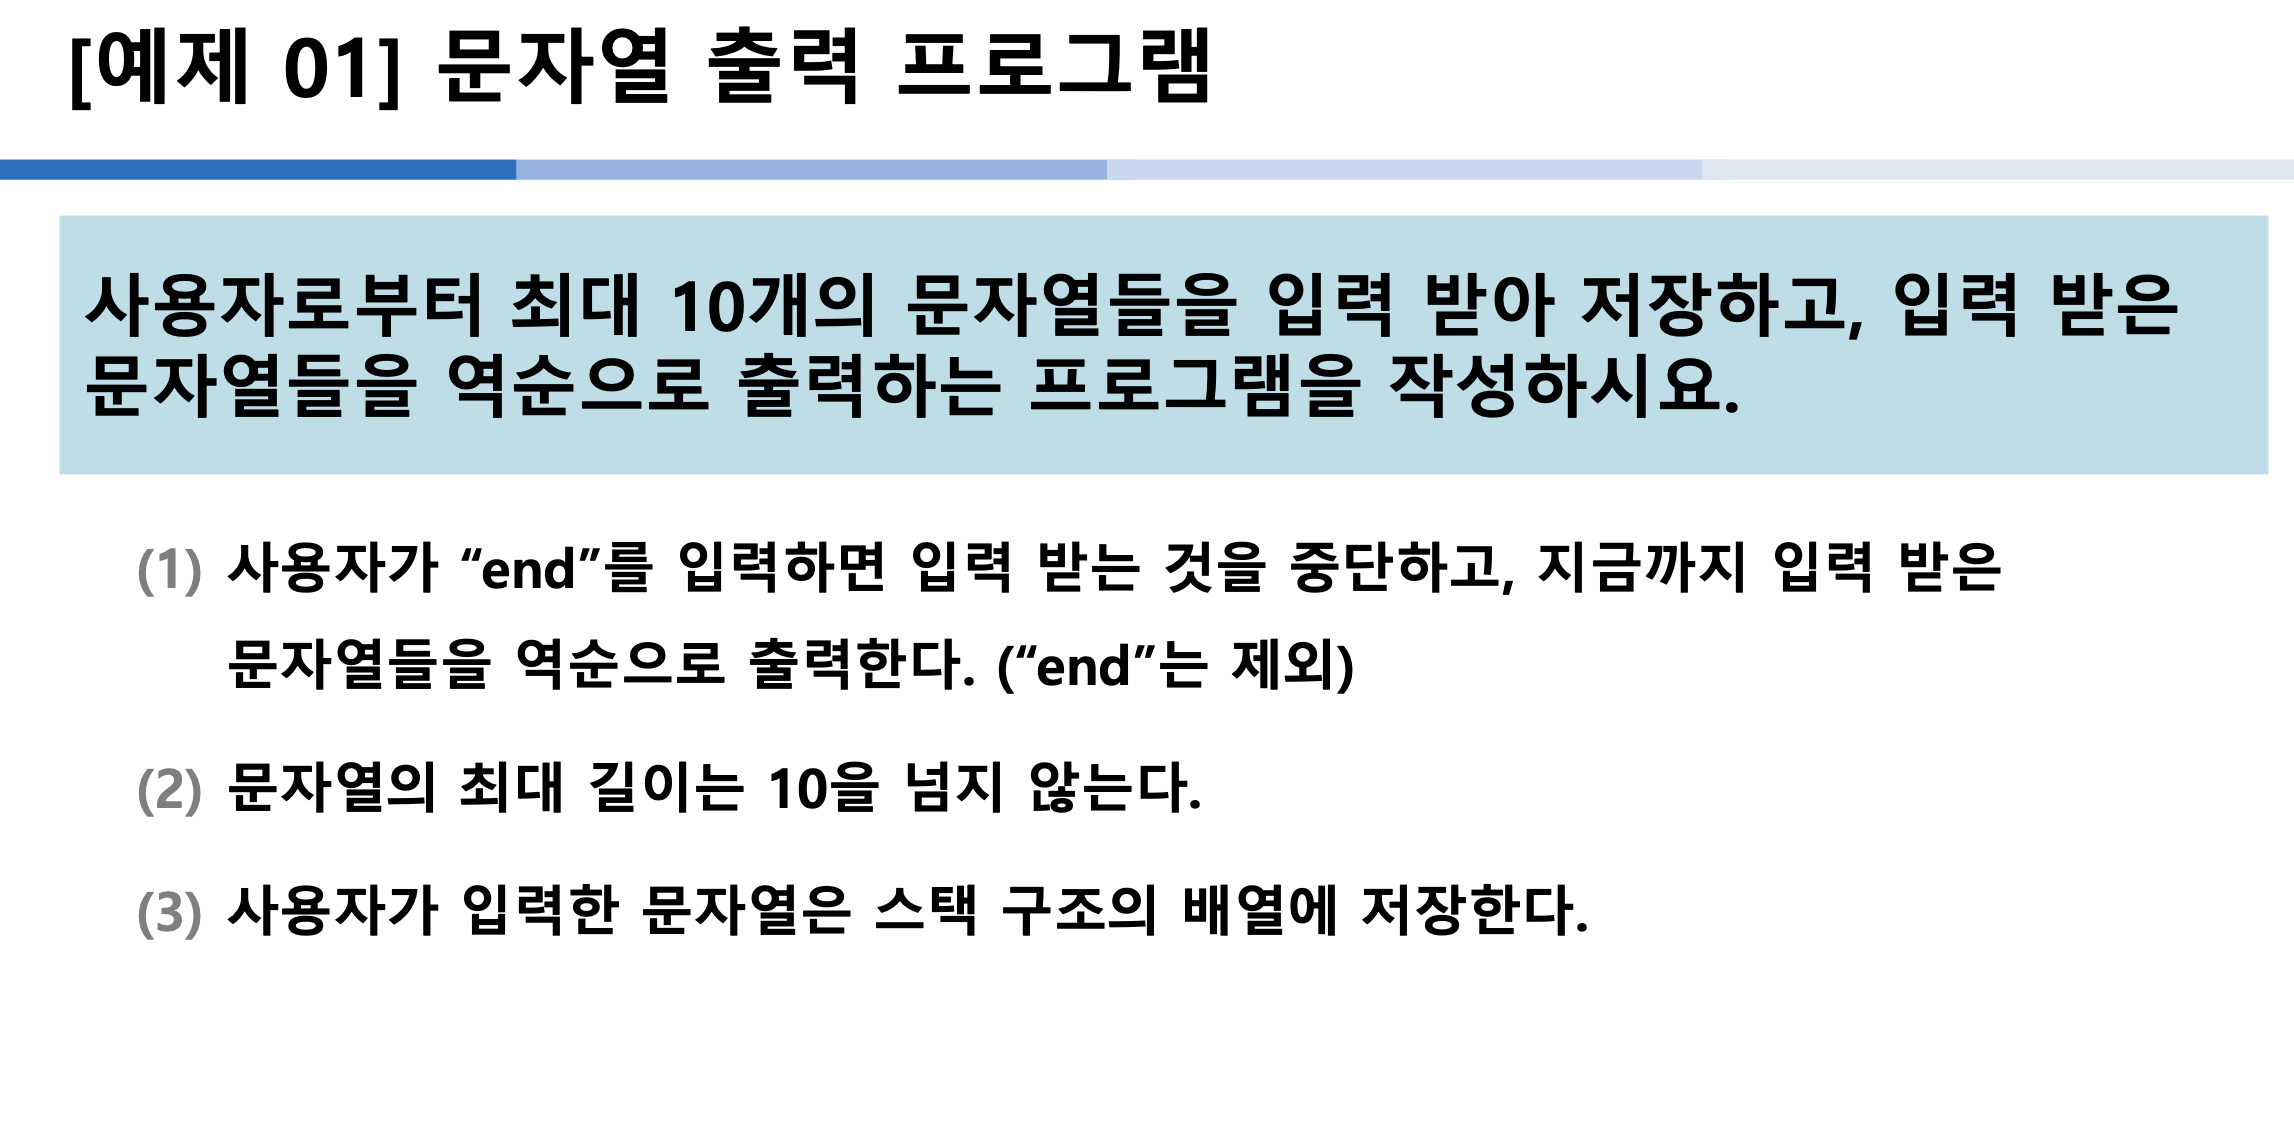 [예제 01] 문자열 출력 프로그램
사용자로부터 최대 10개의 문자열들을 입력 받아 저장하고, 입력 받은
문자열들을 역순으로 출력하는 프로그램을 작성하시요.
(1) 사용자가 “end”를 입력하면 입력 받는 것을 중단하고, 지금까지 입력 받은
문자열들을 역순으로 출력한다. (“end”는 제외)
(2) 문자열의 최대 길이는 10을 넘지 않는다.
(3) 사용자가 입력한 문자열은 스택 구조의 배열에 저장한다.